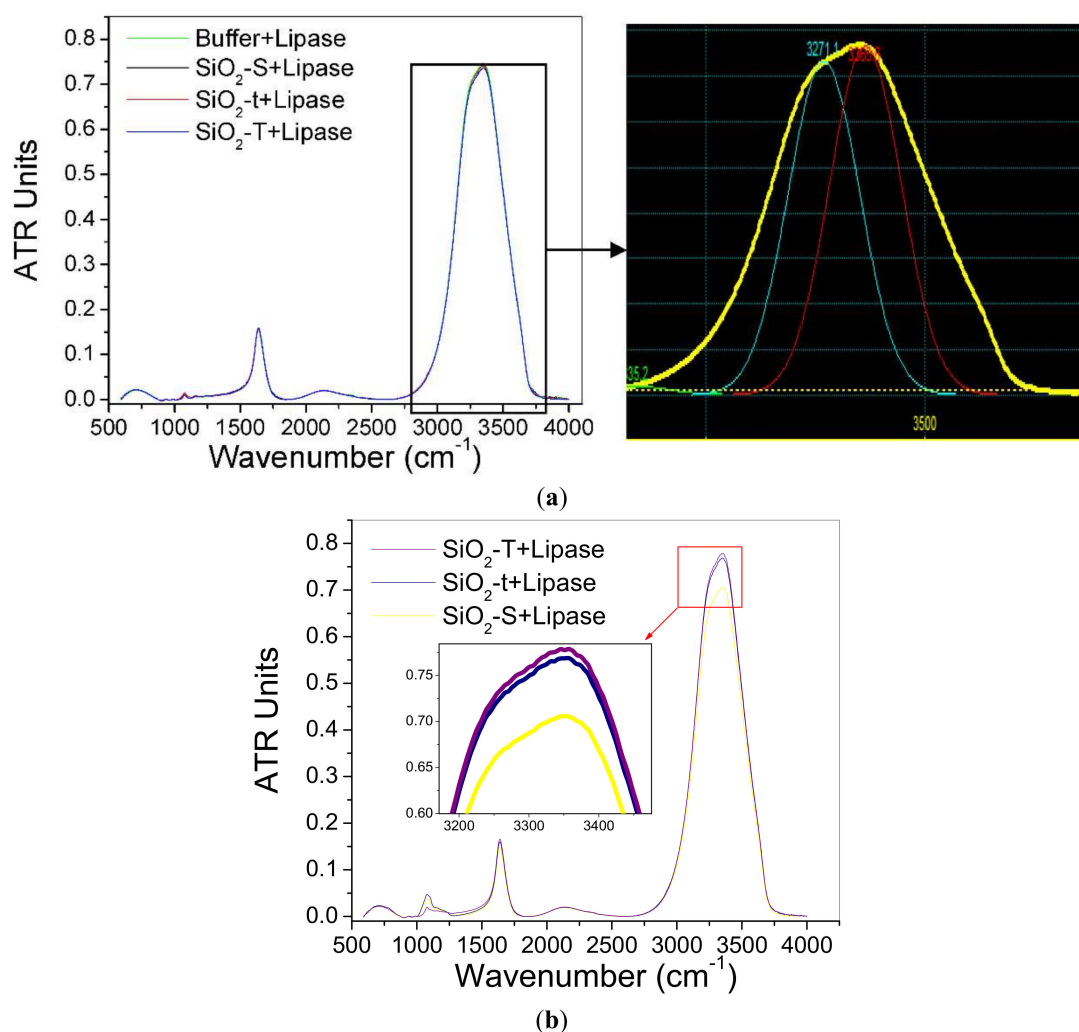 0.8
0.7
0.6
0.5
0.4
0.3
0.2
0.1
0.0
ATR Units
Buffer+Lipase
SiO₂-S+Lipase
SiO₂-t+Lipase
SiO₂-T+Lipase
500 1000 1500 2000 2500 3000 3500 4000
Wavenumber (cm⁻¹)
3271,1
35,2
3500
(a)
0.8
0.7
0.6
0.5
0.4
0.3
0.2
0.1
0.0
ATR Units
SiO₂-T+Lipase
SiO₂-t+Lipase
SiO₂-S+Lipase
0.75
0.70
0.65
0.60
3200 3300 3400
500 1000 1500 2000 2500 3000 3500 4000
Wavenumber (cm⁻¹)
(b)